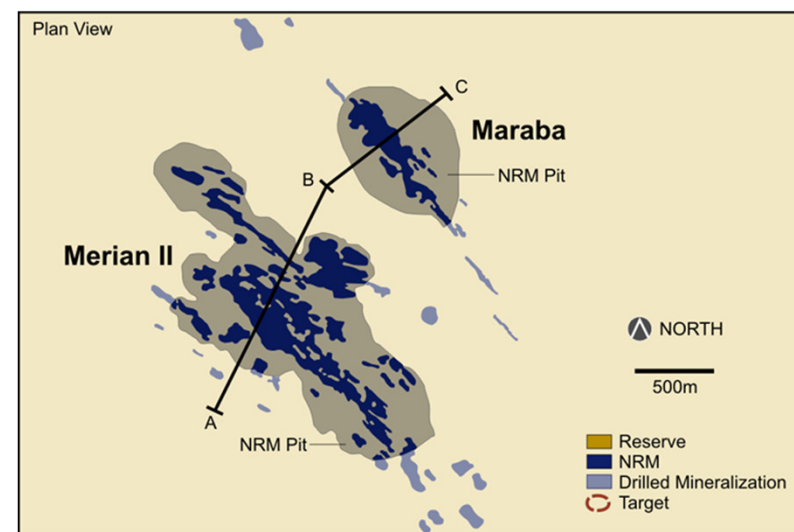 Plan View
C
Maraba
B
NRM Pit
Merian II
NORTH
500m
A
NRM Pit
Reserve
NRM
Drilled Mineralization
Target